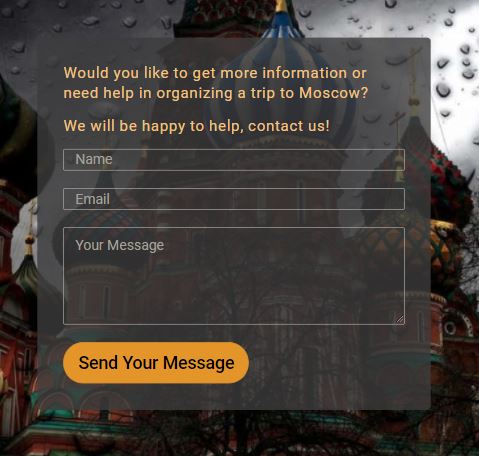 Would you like to get more information or
need help in organizing a trip to Moscow?
We will be happy to help, contact us!
Name
Email
Your Message
Send Your Message